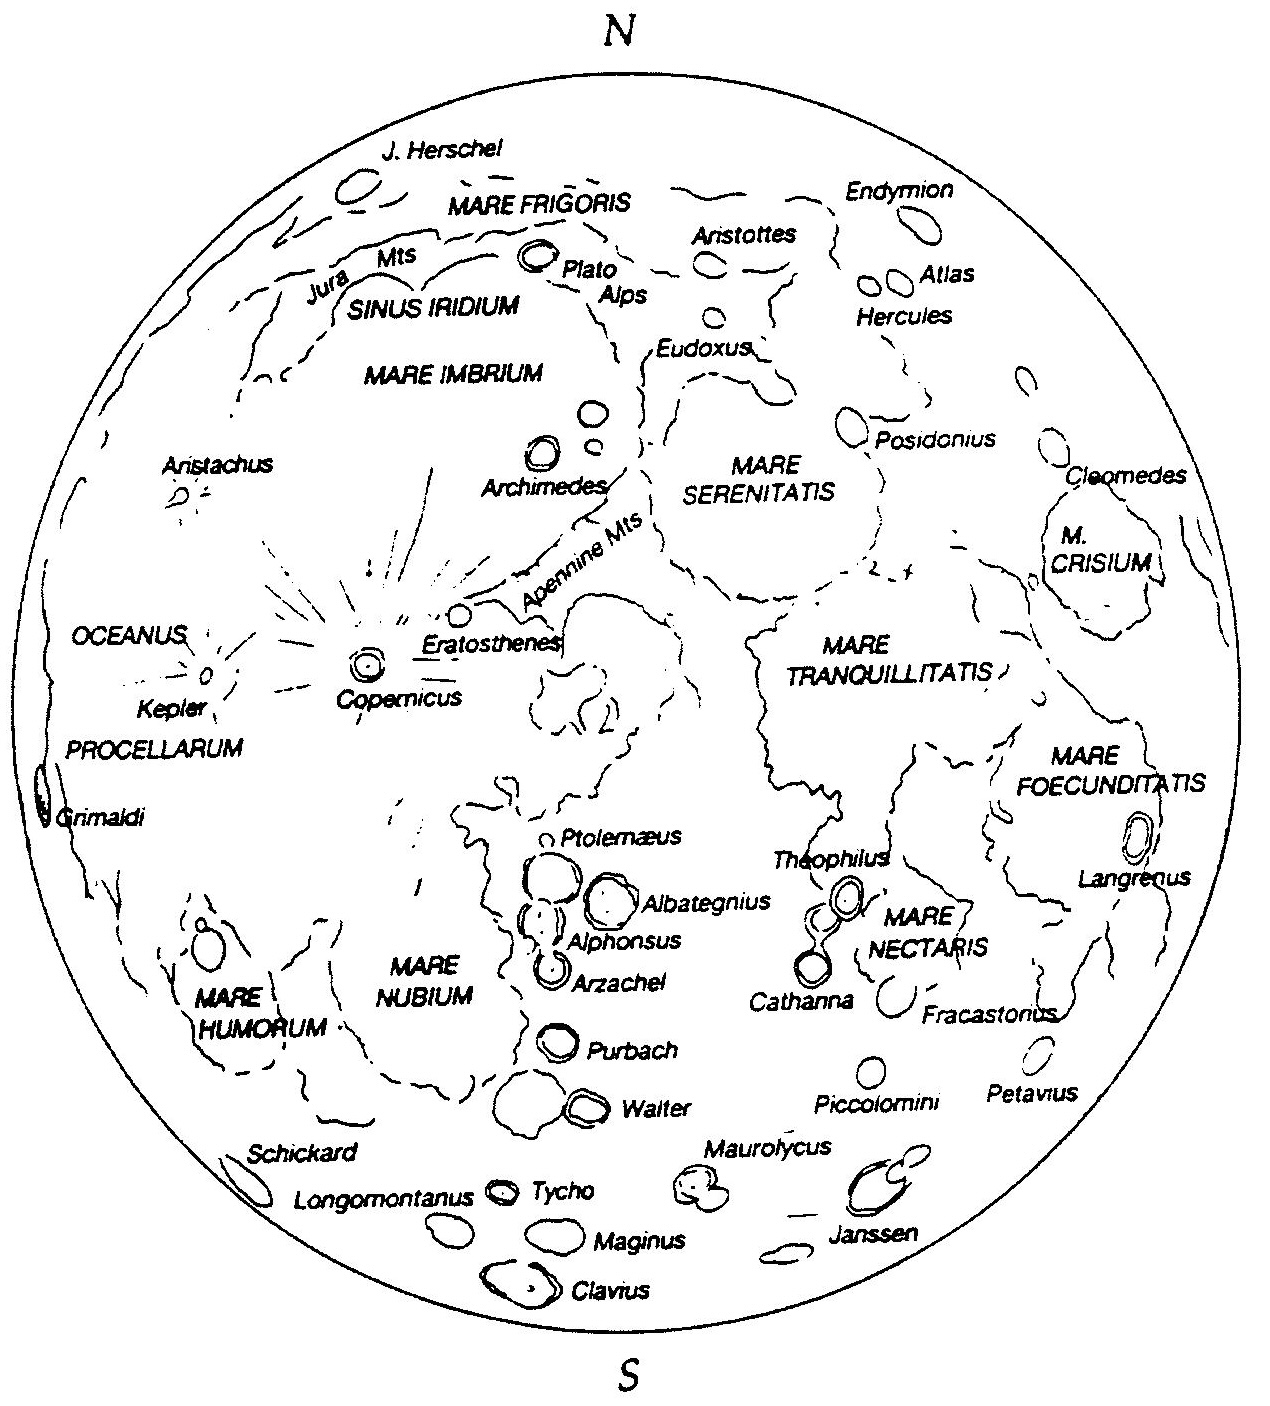 N
J. Herschel
MARE FRIGORIS
Endymion
Aristottes
Jura Mts
Plato
Atlas
Alps
SINUS IRIDIUM
Hercules
Eudoxus
MARE IMBRIUM
Posidonius
Aristachus
MARE
SERENITATIS
Cleomedes
Archimedes
Apennine Mts
M.
CRISIUM
OCEANUS
Eratosthenes
MARE
TRANQUILLITATIS
Kepler
Copernicus
PROCELLARUM
MARE
FOECUNDITATIS
Grimaldi
Ptolemæus
Theophilus
Langrenus
Albategnius
MARE
NECTARIS
Alphonsus
MARE
NUBIUM
Arzachel
Catharina
MARE
HUMORUM
Fracastorius
Purbach
Piccolomini
Petavius
Walter
Maurolycus
Schickard
Longomontanus
Tycho
Janssen
Maginus
Clavius
S